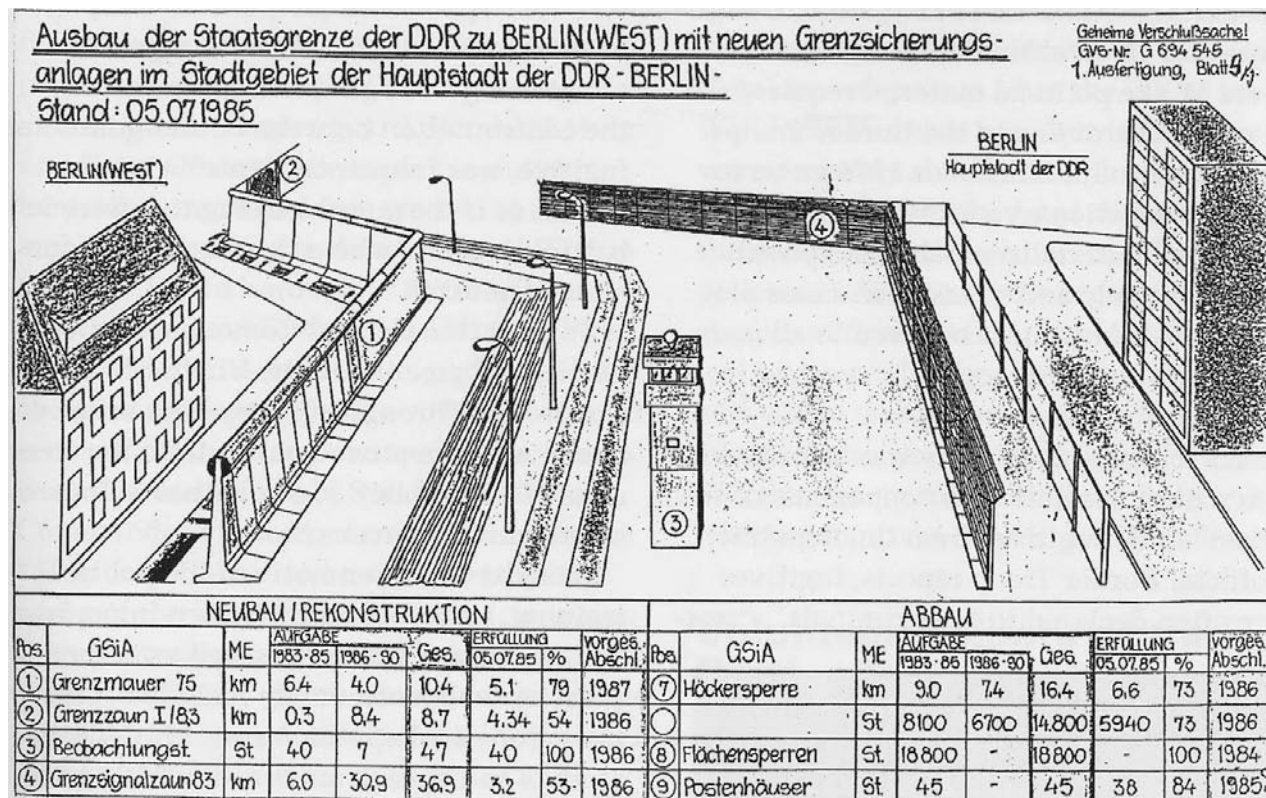 Ausbau der Staatsgrenze der DDR zu BERLIN(WEST) mit neuen Grenzsicherungs-
anlagen im Stadtgebiet der Hauptstadt der DDR - BERLIN -
Stand : 05.07.1985
Geheime Verschlußsache!
GVS-Nr. G 694 545
1. Ausfertigung, Blatt
BERLIN(WEST)
BERLIN
Hauptstadt der DDR
2
4
1
3
NEUBAU / REKONSTRUKTION
Pos. GSiA ME AUFGABE 1983-85 1986-90 Ges. ERFÜLLUNG 05.07.85 % Vorges. Abschl.
1 Grenzmauer 75 km 6.4 4.0 10.4 5.1 79 1987
2 Grenzzaun I/83 km 0.3 8,4 8,7 4.34 54 1986
3 Beobachtungst. St 40 7 47 40 100 1986
4 Grenzsignalzaun 83 km 6.0 30,9 36,9 3,2 53 1986
ABBAU
Pos. GSiA ME AUFGABE 1983-85 1986-90 Ges. ERFÜLLUNG 05.07.85 % Vorges. Abschl.
7 Höckersperre km 9.0 7.4 16,4 6,6 73 1986
St 8100 6700 14.800 5940 73 1986
8 Flächensperren St. 18800 - 18800 - 100 1984
9 Postenhäuser St 45 - 45 38 84 1985